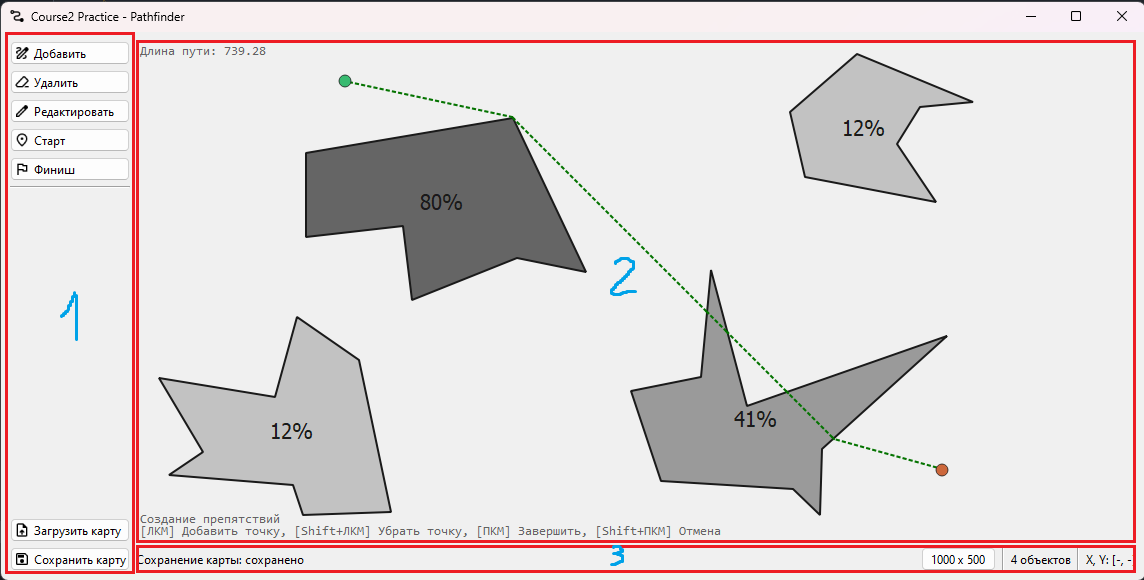 Course2 Practice - Pathfinder
Добавить
Удалить
Редактировать
Старт
Финиш
1
Загрузить карту
Сохранить карту
Длина пути: 739.28
12%
80%
2
41%
12%
Создание препятствий
[ЛКМ] Добавить точку, [Shift+ЛКМ] Убрать точку, [ПКМ] Завершить, [Shift+ПКМ] Отмена
Сохранение карты: сохранено
3
1000 x 500
4 объектов
X, Y: [-, -